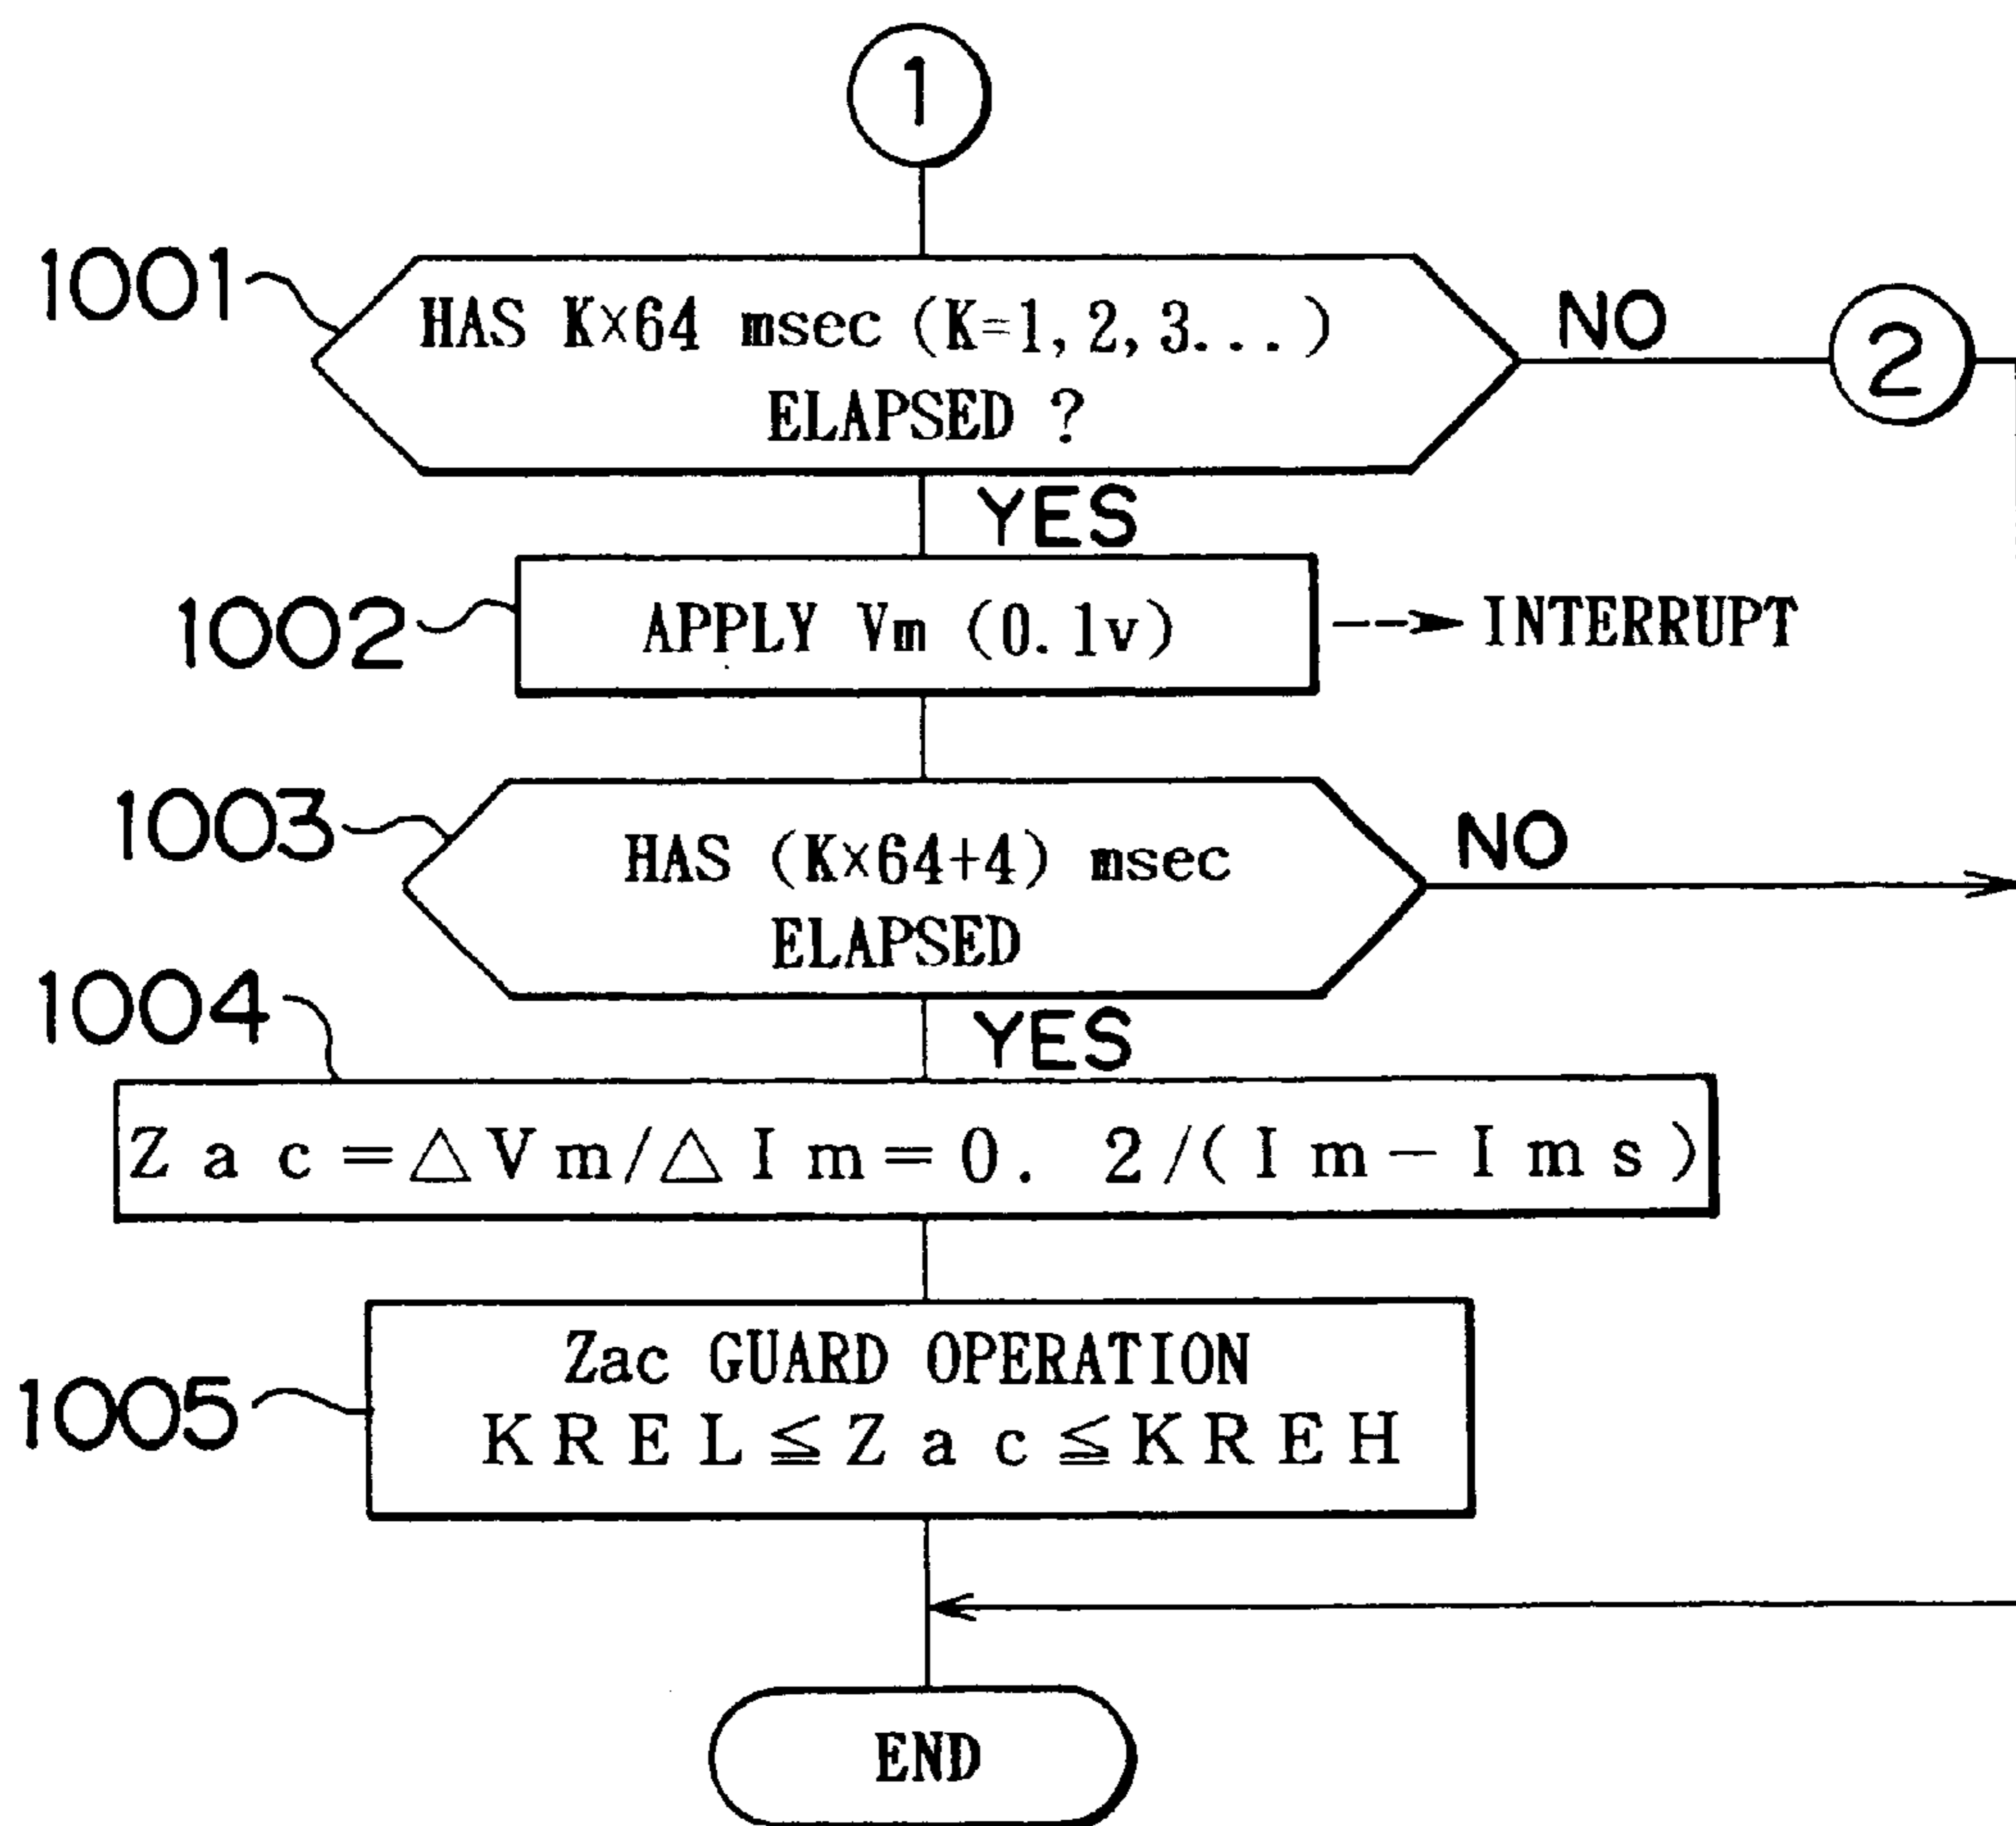 1
1001
HAS K×64 msec (K=1, 2, 3...)
ELAPSED ?
NO
2
YES
1002
APPLY Vm (0. 1v)
INTERRUPT
1003
HAS (K×64+4) msec
ELAPSED
NO
YES
1004
Zac=△Vm/△Im=0. 2/(Im-Ims)
1005
Zac GUARD OPERATION
KREL≦Zac≦KREH
END